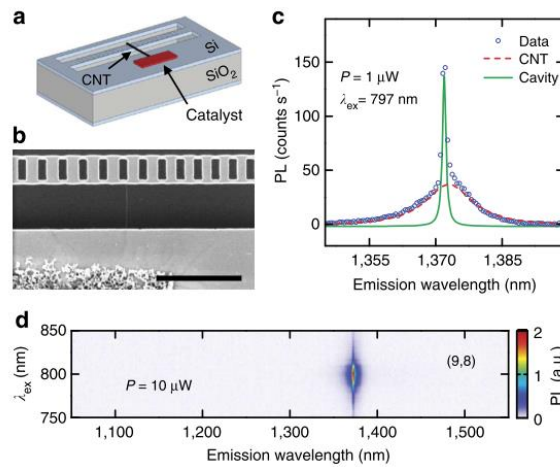 a
Si
CNT
SiO₂
Catalyst
b
c
PL (counts s⁻¹)
150
100
50
0
P = 1 μW
λex= 797 nm
Data
CNT
Cavity
1,355
1,370
1,385
Emission wavelength (nm)
d
λex (nm)
850
800
750
P = 10 μW
(9,8)
1,100
1,200
1,300
1,400
1,500
Emission wavelength (nm)
2
1
0
PL (a.u.)